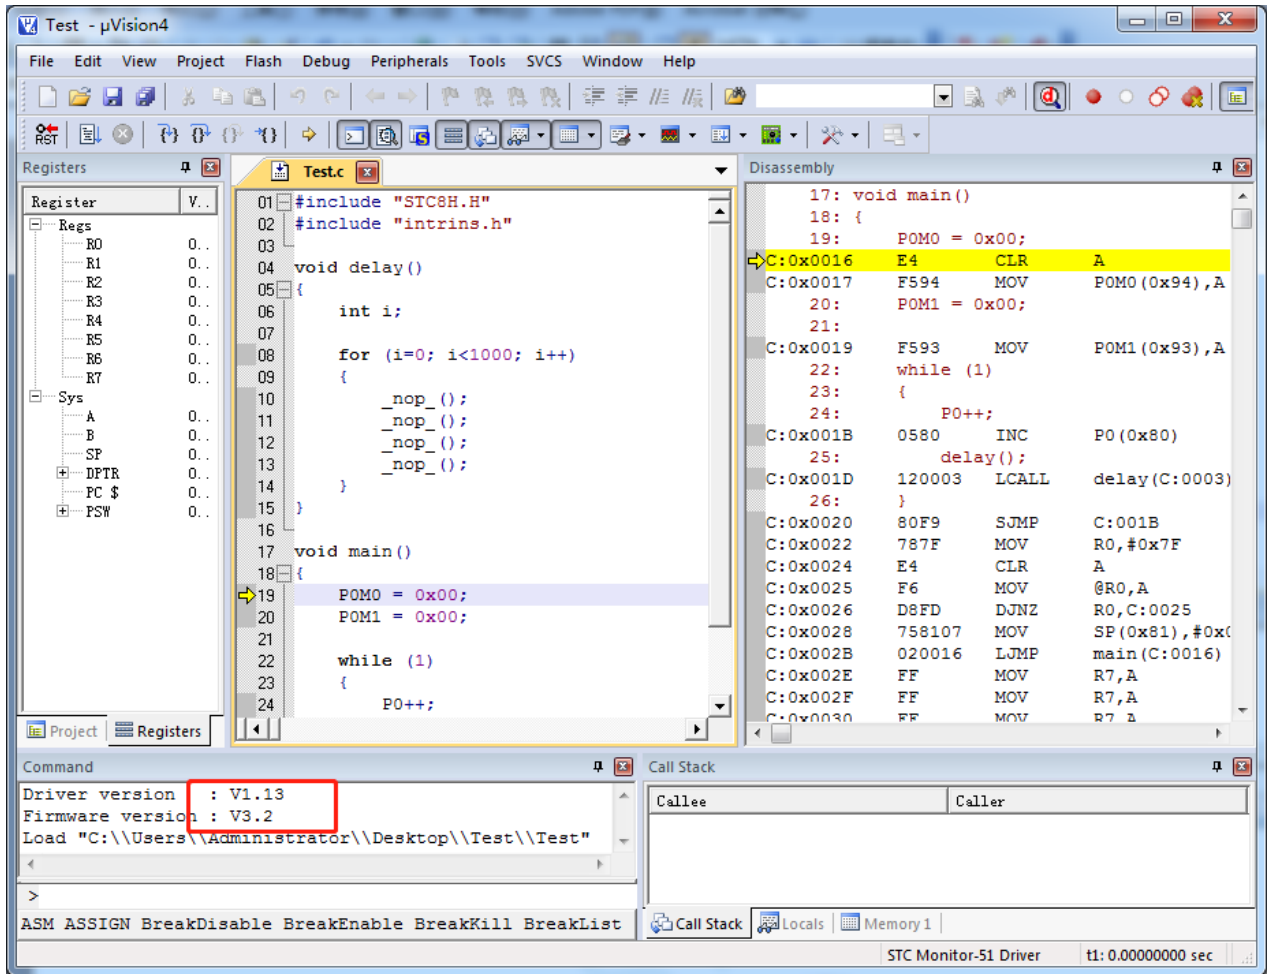 Test - µVision4
File Edit View Project Flash Debug Peripherals Tools SVCS Window Help
RST
Registers
Register V..
Regs
R0 0..
R1 0..
R2 0..
R3 0..
R4 0..
R5 0..
R6 0..
R7 0..
Sys
A 0..
B 0..
SP 0..
DPTR 0..
PC $ 0..
PSW 0..
Project Registers
Test.c
01 #include "STC8H.H"
02 #include "intrins.h"
03
04 void delay()
05 {
06 int i;
07
08 for (i=0; i<1000; i++)
09 {
10 _nop_();
11 _nop_();
12 _nop_();
13 _nop_();
14 }
15 }
16
17 void main()
18 {
19 P0M0 = 0x00;
20 P0M1 = 0x00;
21
22 while (1)
23 {
24 P0++;
Disassembly
17: void main()
18: {
19: P0M0 = 0x00;
C:0x0016 E4 CLR A
C:0x0017 F594 MOV P0M0(0x94),A
20: P0M1 = 0x00;
21:
C:0x0019 F593 MOV P0M1(0x93),A
22: while (1)
23: {
24: P0++;
C:0x001B 0580 INC P0(0x80)
25: delay();
C:0x001D 120003 LCALL delay(C:0003)
26: }
C:0x0020 80F9 SJMP C:001B
C:0x0022 787F MOV R0,#0x7F
C:0x0024 E4 CLR A
C:0x0025 F6 MOV @R0,A
C:0x0026 D8FD DJNZ R0,C:0025
C:0x0028 758107 MOV SP(0x81),#0x0
C:0x002B 020016 LJMP main(C:0016)
C:0x002E FF MOV R7,A
C:0x002F FF MOV R7,A
C:0x0030 FF MOV R7,A
Command
Driver version : V1.13
Firmware version : V3.2
Load "C:\\Users\\Administrator\\Desktop\\Test\\Test"
>
ASM ASSIGN BreakDisable BreakEnable BreakKill BreakList
Call Stack
Callee Caller
Call Stack Locals Memory 1
STC Monitor-51 Driver t1: 0.00000000 sec